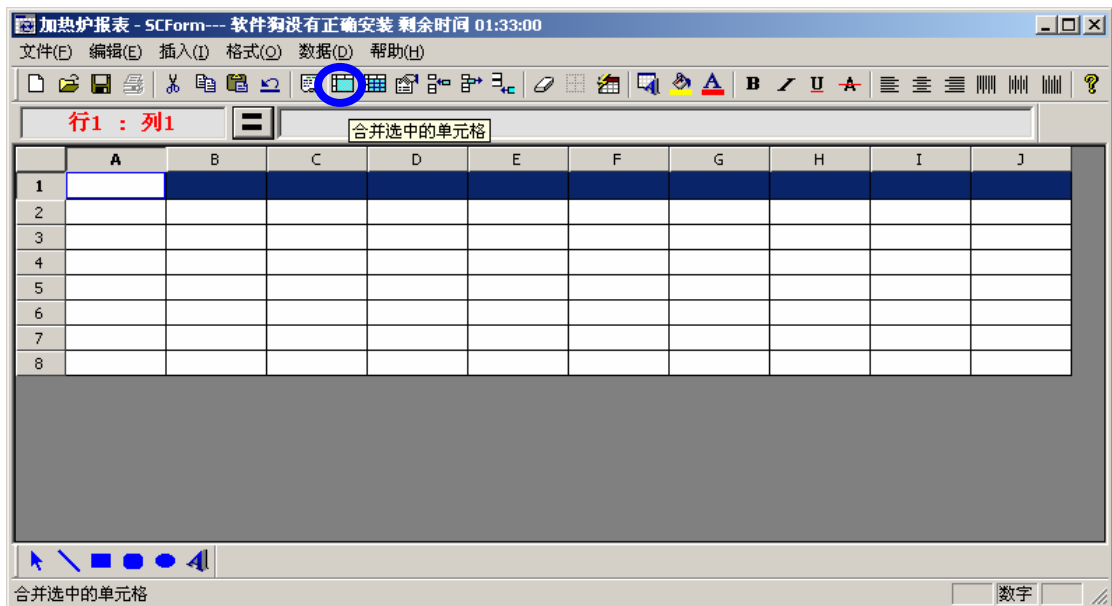 加热炉报表 - SCForm--- 软件狗没有正确安装 剩余时间 01:33:00
文件(F) 编辑(E) 插入(I) 格式(O) 数据(D) 帮助(H)
B I U A
行1 : 列1 =
合并选中的单元格
A B C D E F G H I J
1
2
3
4
5
6
7
8
合并选中的单元格 数字